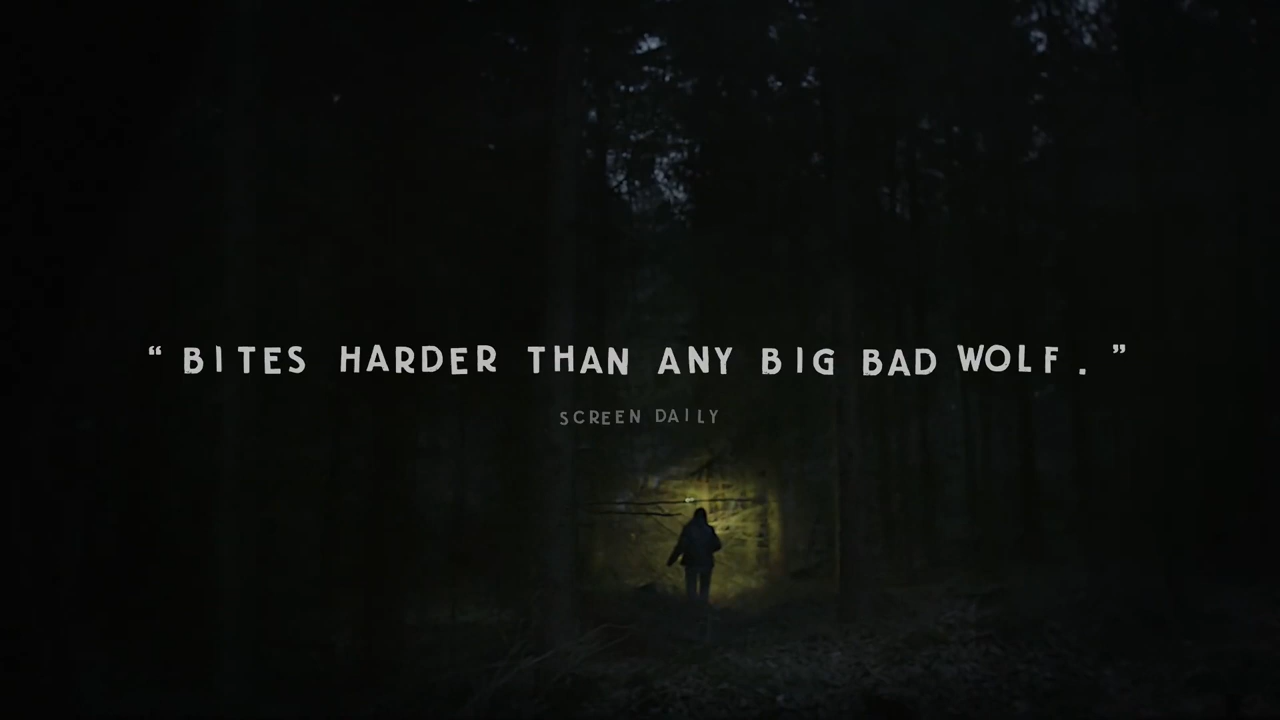 “ BITES HARDER THAN ANY BIG BAD WOLF. ”
SCREEN DAILY